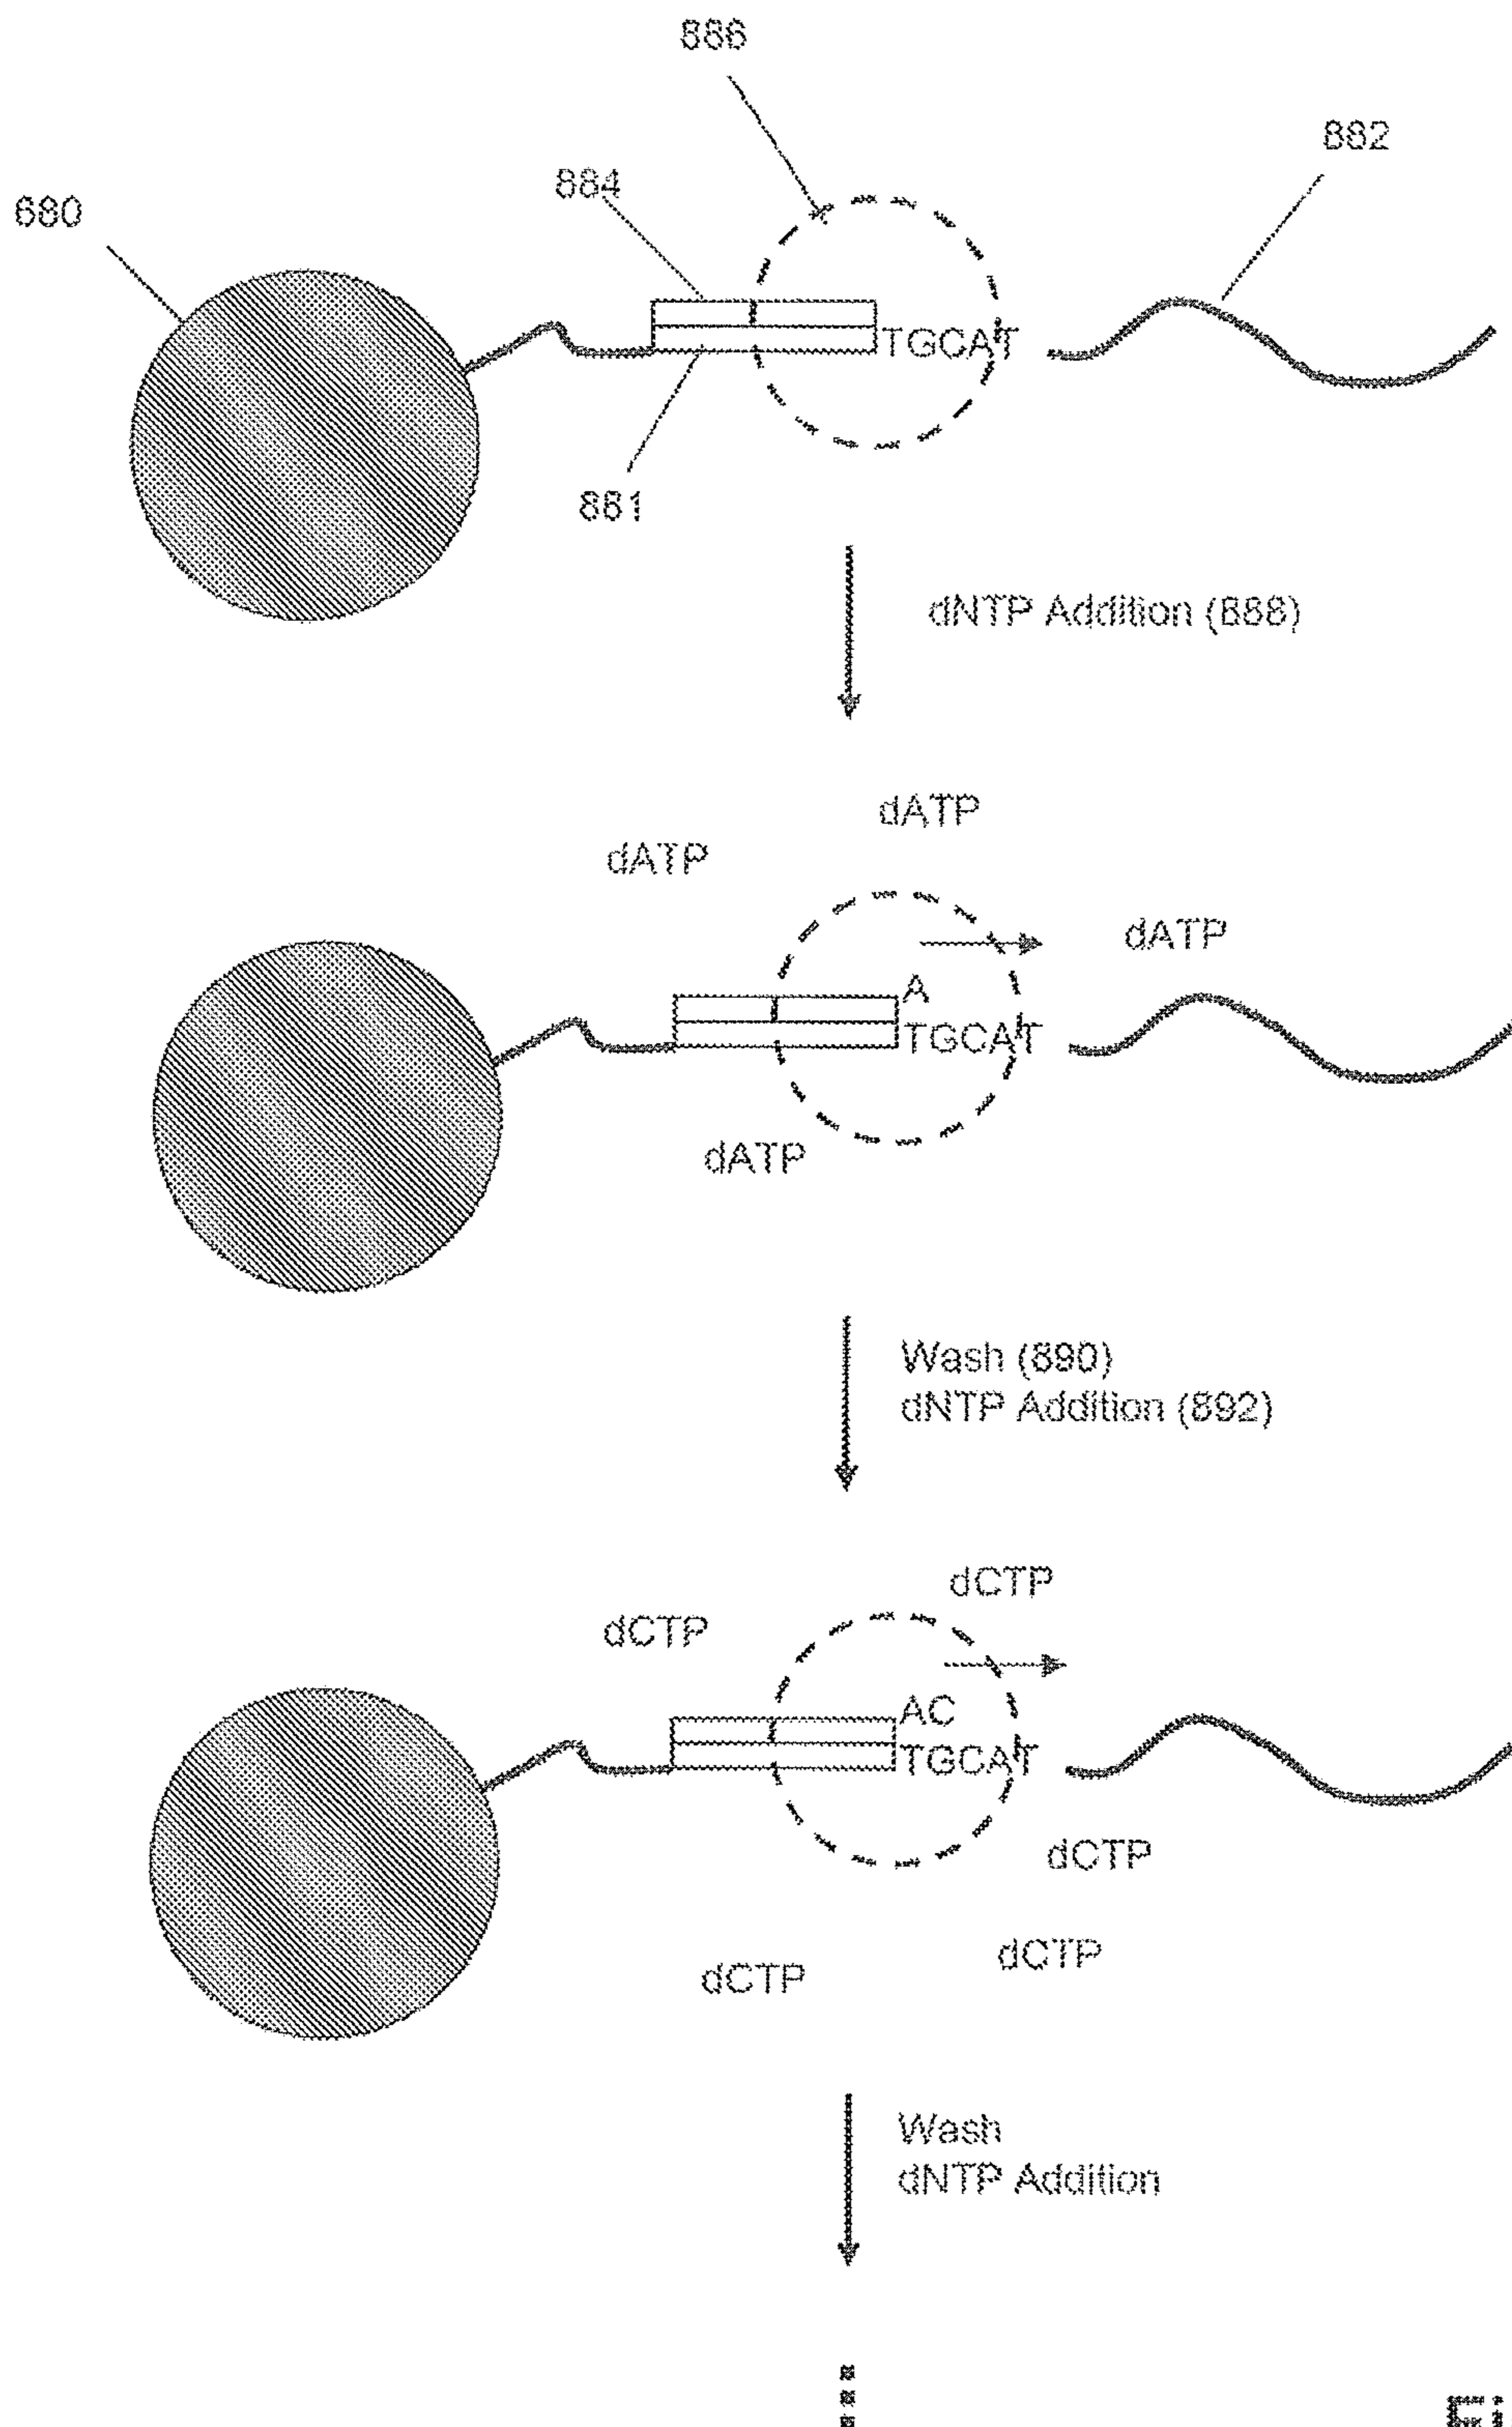 886
882
884
680
TGCAT
881
dNTP Addition (888)
dATP
dATP
dATP
A
TGCAT
dATP
Wash (890)
dNTP Addition (892)
dCTP
dCTP
AC
TGCAT
dCTP
dCTP
dCTP
Wash
dNTP Addition